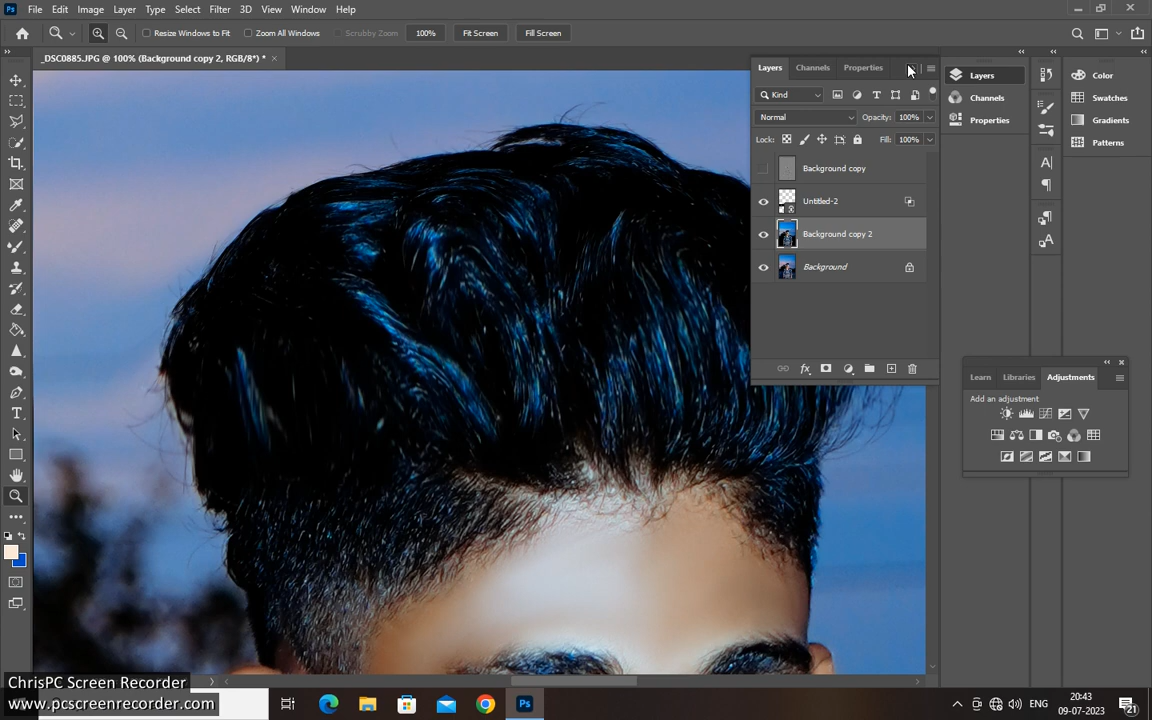 Ps File Edit Image Layer Type Select Filter 3D View Window Help
Resize Windows to Fit Zoom All Windows Scrubby Zoom 100% Fit Screen Fill Screen
_DSC0885.JPG @ 100% (Background copy 2, RGB/8*) * ×
Layers Channels Properties
Kind
Normal Opacity: 100%
Lock: Fill: 100%
Background copy
Untitled-2
Background copy 2
Background
Layers
Channels
Properties
Color
Swatches
Gradients
Patterns
Learn Libraries Adjustments
Add an adjustment
ChrisPC Screen Recorder
www.pcscreenrecorder.com
Ps
ENG
20:43
09-07-2023
21